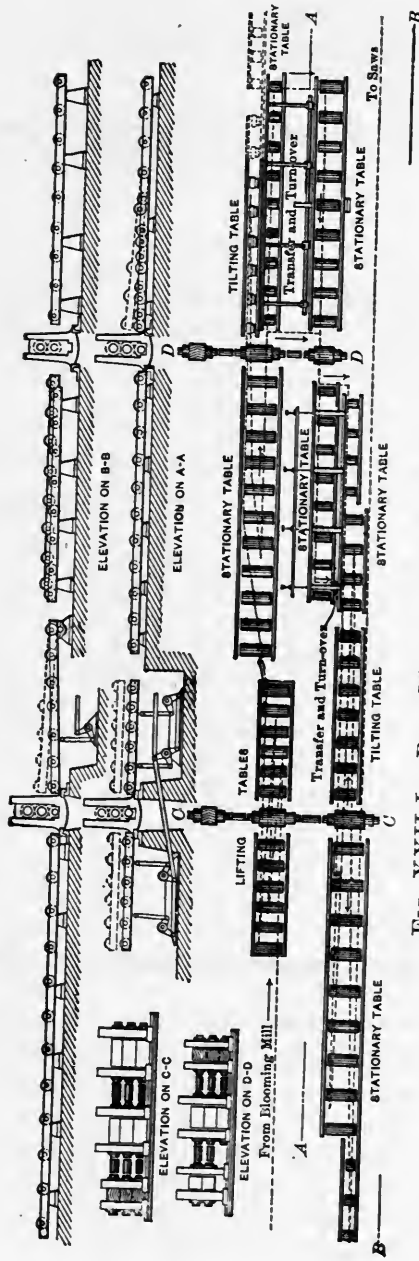 ELEVATION ON B-B
ELEVATION ON A-A
ELEVATION ON C-C
ELEVATION ON D-D
STATIONARY
TABLE
A
B
TILTING TABLE
Transfer and Turn-over
STATIONARY TABLE
To Saws
D
D
STATIONARY TABLE
STATIONARY TABLE
STATIONARY TABLE
LIFTING TABLES
Transfer and Turn-over
TILTING TABLE
C
C
From Blooming Mill
A
STATIONARY TABLE
B